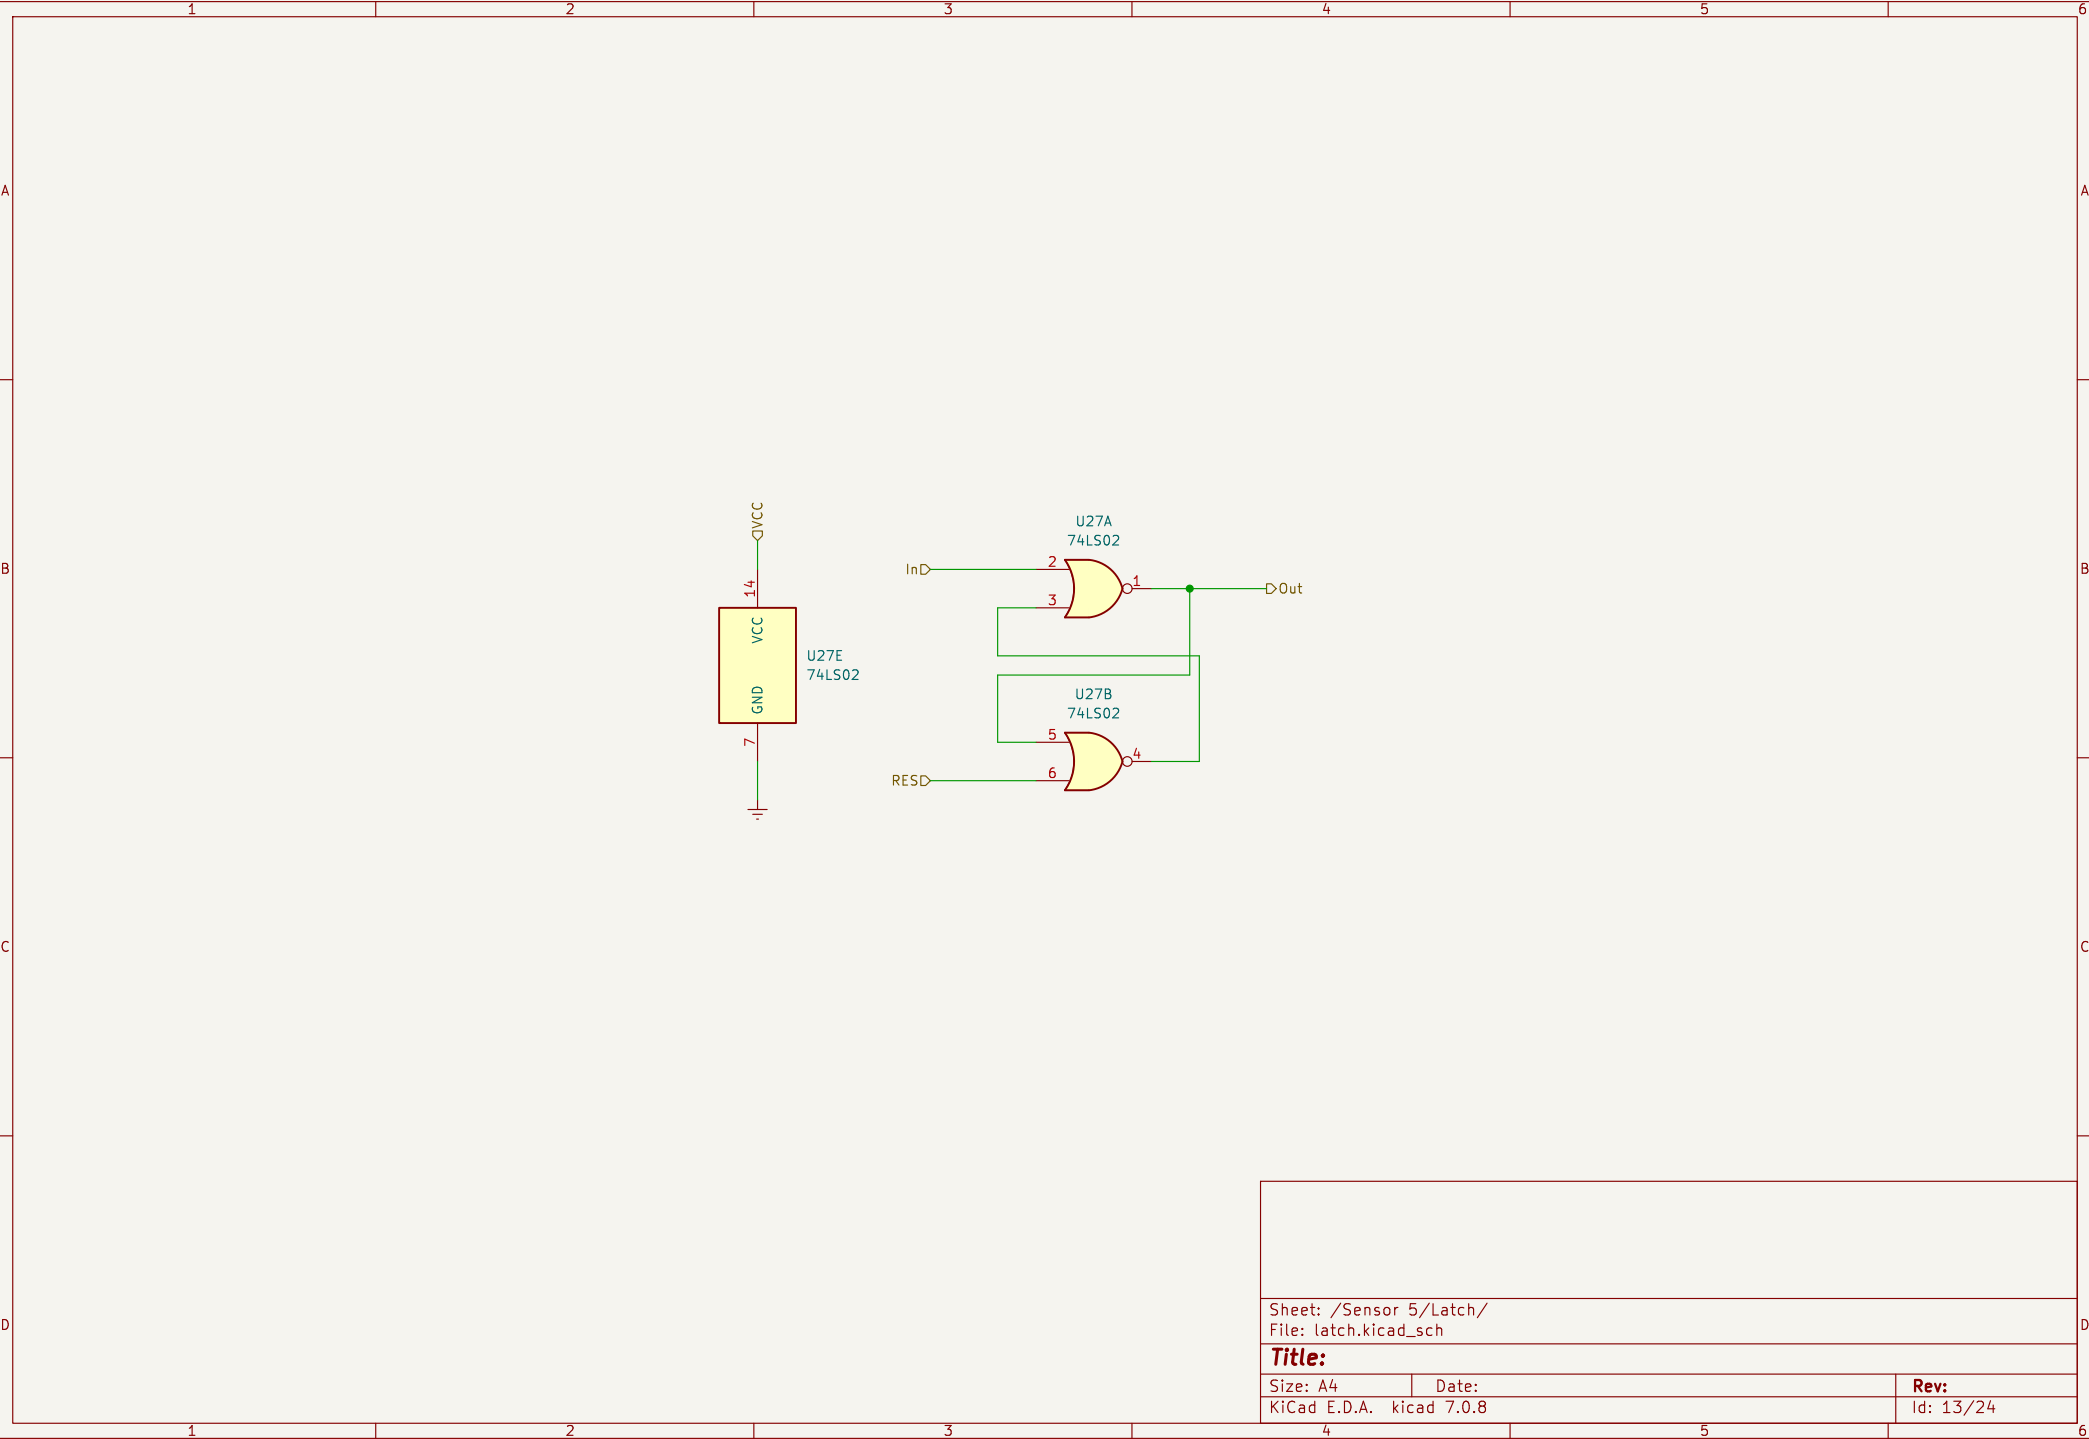 1 2 3 4 5 6
A A
VCC
U27A
74LS02
B B
In 2
14
1
Out
3
VCC
U27E
74LS02
GND
U27B
74LS02
5
7
4
RES 6
C C
Sheet: /Sensor 5/Latch/
File: latch.kicad_sch
D D
Title:
Size: A4 Date: Rev:
KiCad E.D.A. kicad 7.0.8 Id: 13/24
1 2 3 4 5 6